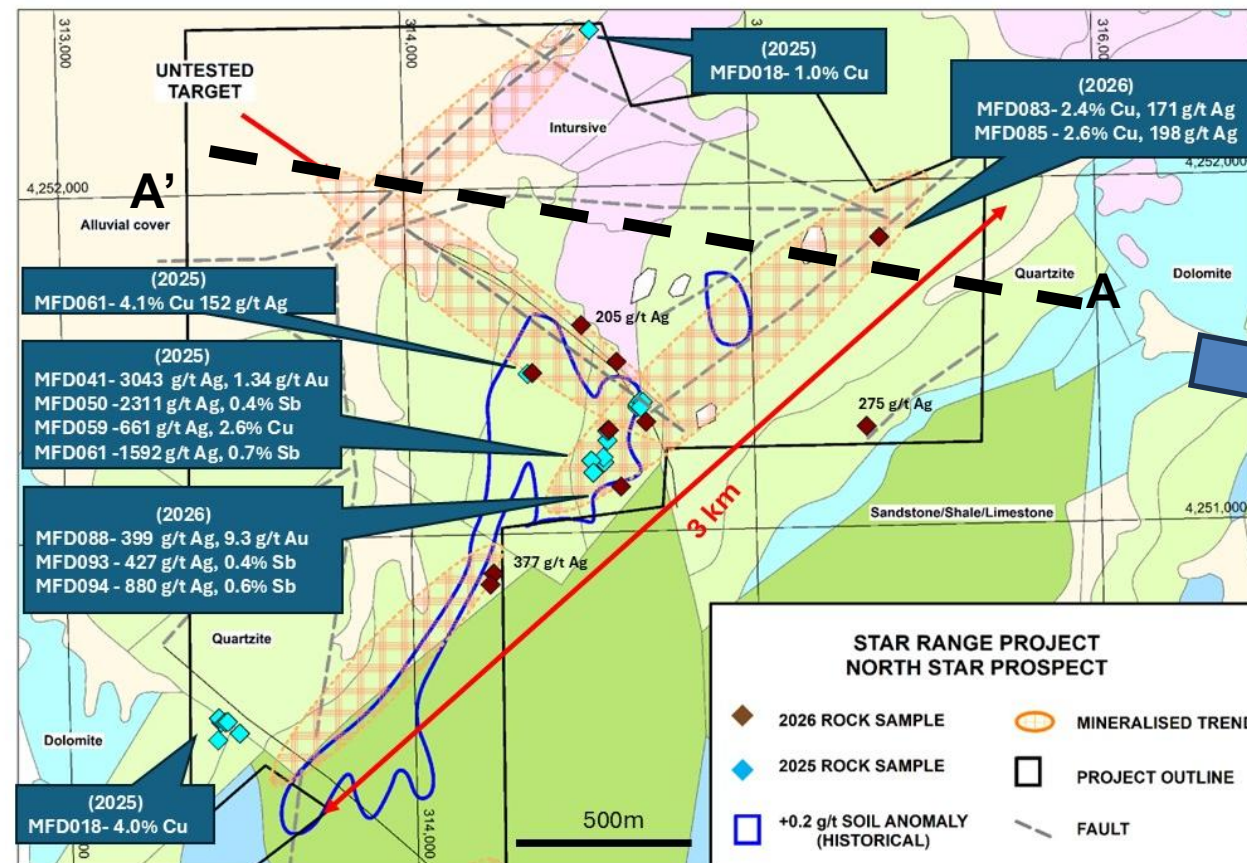 313,000
314,000
3
316,000
UNTESTED
TARGET
(2025)
MFD018- 1.0% Cu
(2026)
MFD083- 2.4% Cu, 171 g/t Ag
MFD085 - 2.6% Cu, 198 g/t Ag
Intursive
4,252,000
4,252,000
A'
Alluvial cover
Quartzite
Dolomite
A
(2025)
MFD061- 4.1% Cu 152 g/t Ag
205 g/t Ag
(2025)
MFD041- 3043 g/t Ag, 1.34 g/t Au
MFD050 -2311 g/t Ag, 0.4% Sb
MFD059 -661 g/t Ag, 2.6% Cu
MFD061 -1592 g/t Ag, 0.7% Sb
275 g/t Ag
3 km
Sandstone/Shale/Limestone
4,251,000
(2026)
MFD088- 399 g/t Ag, 9.3 g/t Au
MFD093 - 427 g/t Ag, 0.4% Sb
MFD094 - 880 g/t Ag, 0.6% Sb
377 g/t Ag
Quartzite
Dolomite
(2025)
MFD018- 4.0% Cu
314,000
500m
STAR RANGE PROJECT
NORTH STAR PROSPECT
2026 ROCK SAMPLE
MINERALISED TREND
2025 ROCK SAMPLE
PROJECT OUTLINE
+0.2 g/t SOIL ANOMALY
(HISTORICAL)
FAULT